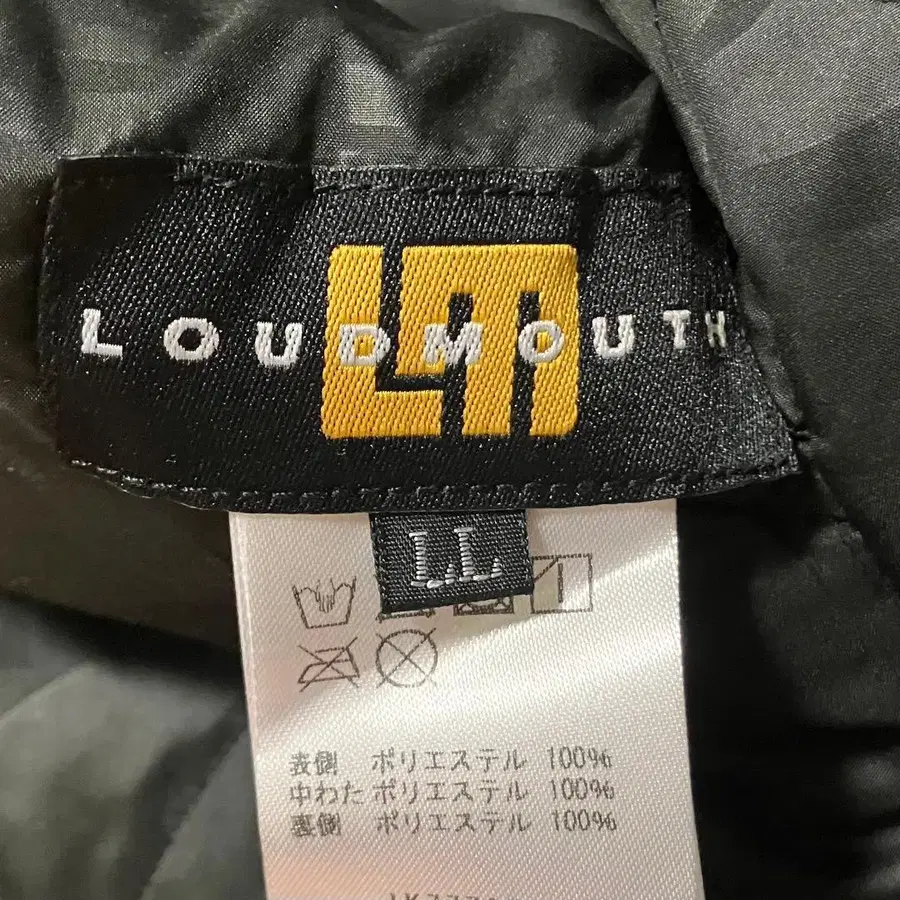 LOUDMOUTH
LL
表側 ポリエステル 100%
中わた ポリエステル 100%
裏側 ポリエステル 100%